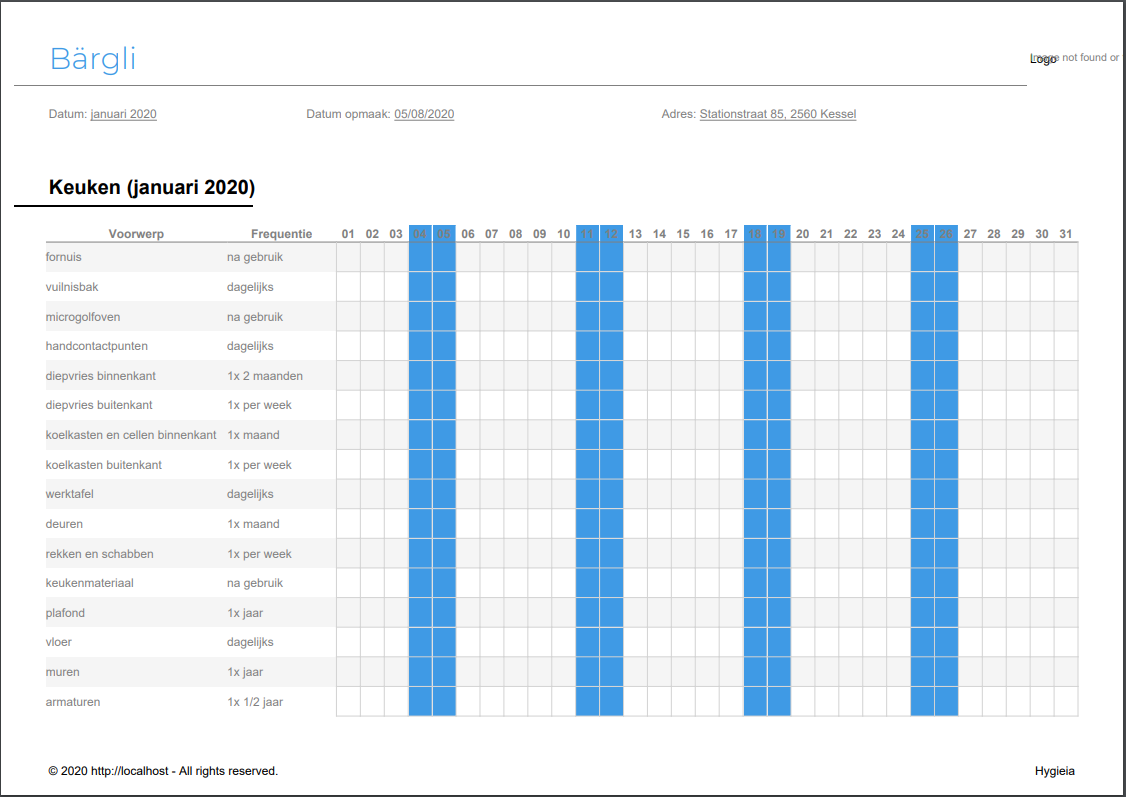 Bärgli
Logo
Image not found or
Datum: januari 2020 Datum opmaak: 05/08/2020 Adres: Stationstraat 85, 2560 Kessel
Keuken (januari 2020)
Voorwerp Frequentie 01 02 03 04 05 06 07 08 09 10 11 12 13 14 15 16 17 18 19 20 21 22 23 24 25 26 27 28 29 30 31
fornuis na gebruik
vuilnisbak dagelijks
microgolfoven na gebruik
handcontactpunten dagelijks
diepvries binnenkant 1x 2 maanden
diepvries buitenkant 1x per week
koelkasten en cellen binnenkant 1x maand
koelkasten buitenkant 1x per week
werktafel dagelijks
deuren 1x maand
rekken en schabben 1x per week
keukenmateriaal na gebruik
plafond 1x jaar
vloer dagelijks
muren 1x jaar
armaturen 1x 1/2 jaar
© 2020 http://localhost - All rights reserved. Hygieia